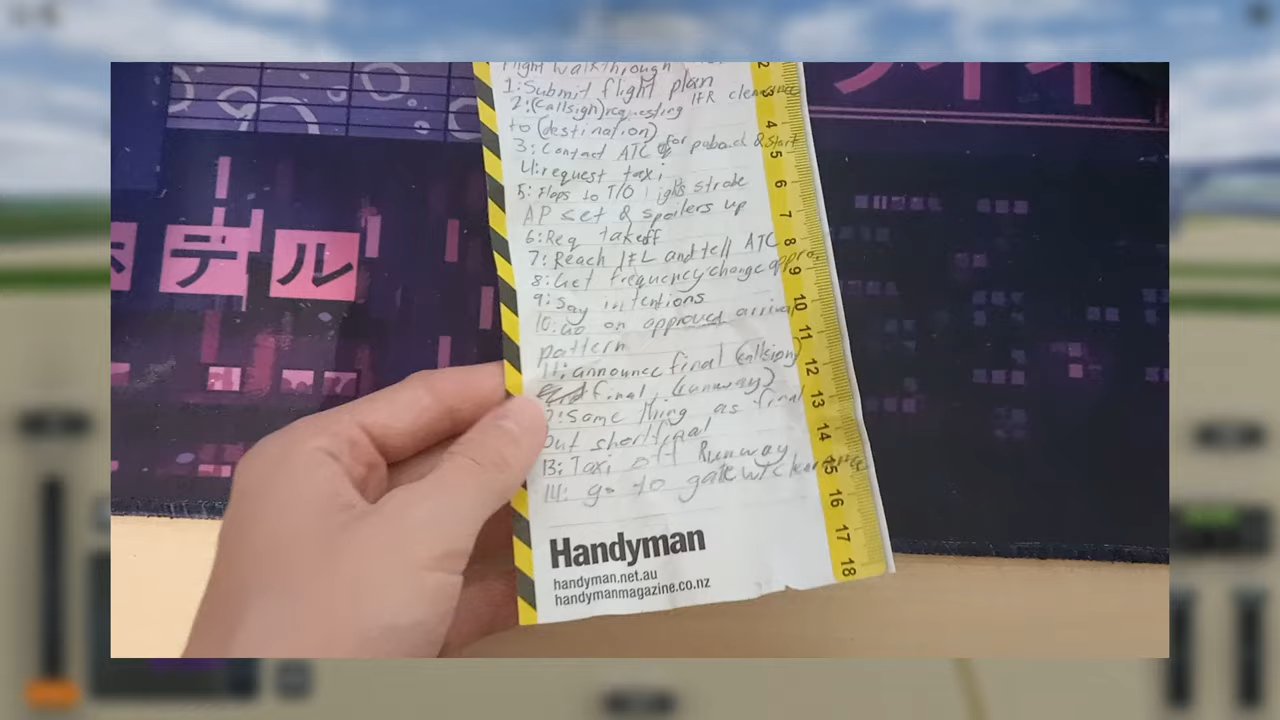 Flight walkthrough
1: Submit flight plan
2: (Callsign) requesting IFR clearance
to (destination)
3: Contact ATC for & Start
4: request taxi
5: Flaps to T/O lights strobe
AP set & spoilers up
6: Req takeoff
7: Reach and tell ATC
8: Get frequency change appro
9: Say intentions
10: Go on approved arrival
pattern
11: announce final (callsign)
final, (runway)
2: Same thing as final
but short final
13: Taxi off Runway
14: go to gate w/ clearance
Handyman
handyman.net.au
handymanmagazine.co.nz
2
4
5
6
7
8
9
10
11
12
13
14
15
16
17
18
テル